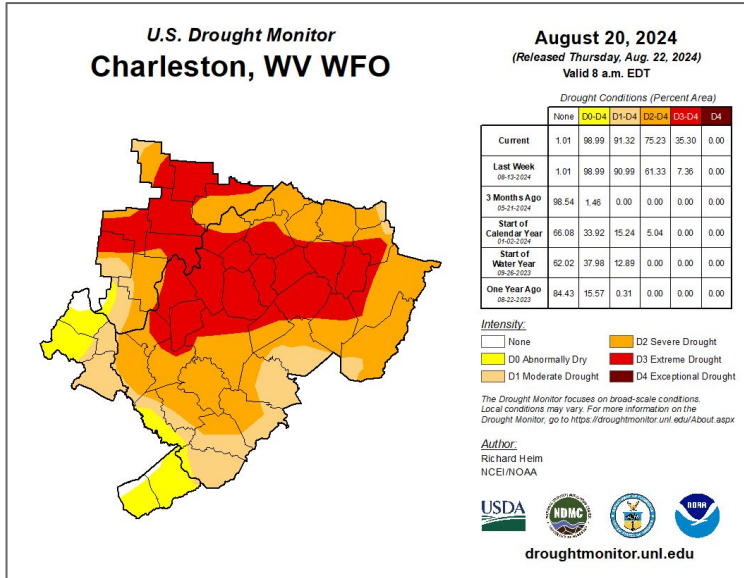 U.S. Drought Monitor
Charleston, WV WFO
August 20, 2024
(Released Thursday, Aug. 22, 2024)
Valid 8 a.m. EDT
Drought Conditions (Percent Area)
None D0-D4 D1-D4 D2-D4 D3-D4 D4
Current 1.01 98.99 91.32 75.23 35.30 0.00
Last Week
08-13-2024 1.01 98.99 90.99 61.33 7.36 0.00
3 Months Ago
05-21-2024 98.54 1.46 0.00 0.00 0.00 0.00
Start of
Calendar Year
01-02-2024 66.08 33.92 15.24 5.04 0.00 0.00
Start of
Water Year
09-26-2023 62.02 37.98 12.89 0.00 0.00 0.00
One Year Ago
08-22-2023 84.43 15.57 0.31 0.00 0.00 0.00
Intensity:
None
D0 Abnormally Dry
D1 Moderate Drought
D2 Severe Drought
D3 Extreme Drought
D4 Exceptional Drought
The Drought Monitor focuses on broad-scale conditions.
Local conditions may vary. For more information on the
Drought Monitor, go to https://droughtmonitor.unl.edu/About.aspx
Author:
Richard Heim
NCEI/NOAA
USDA
NDMC
NOAA
droughtmonitor.unl.edu